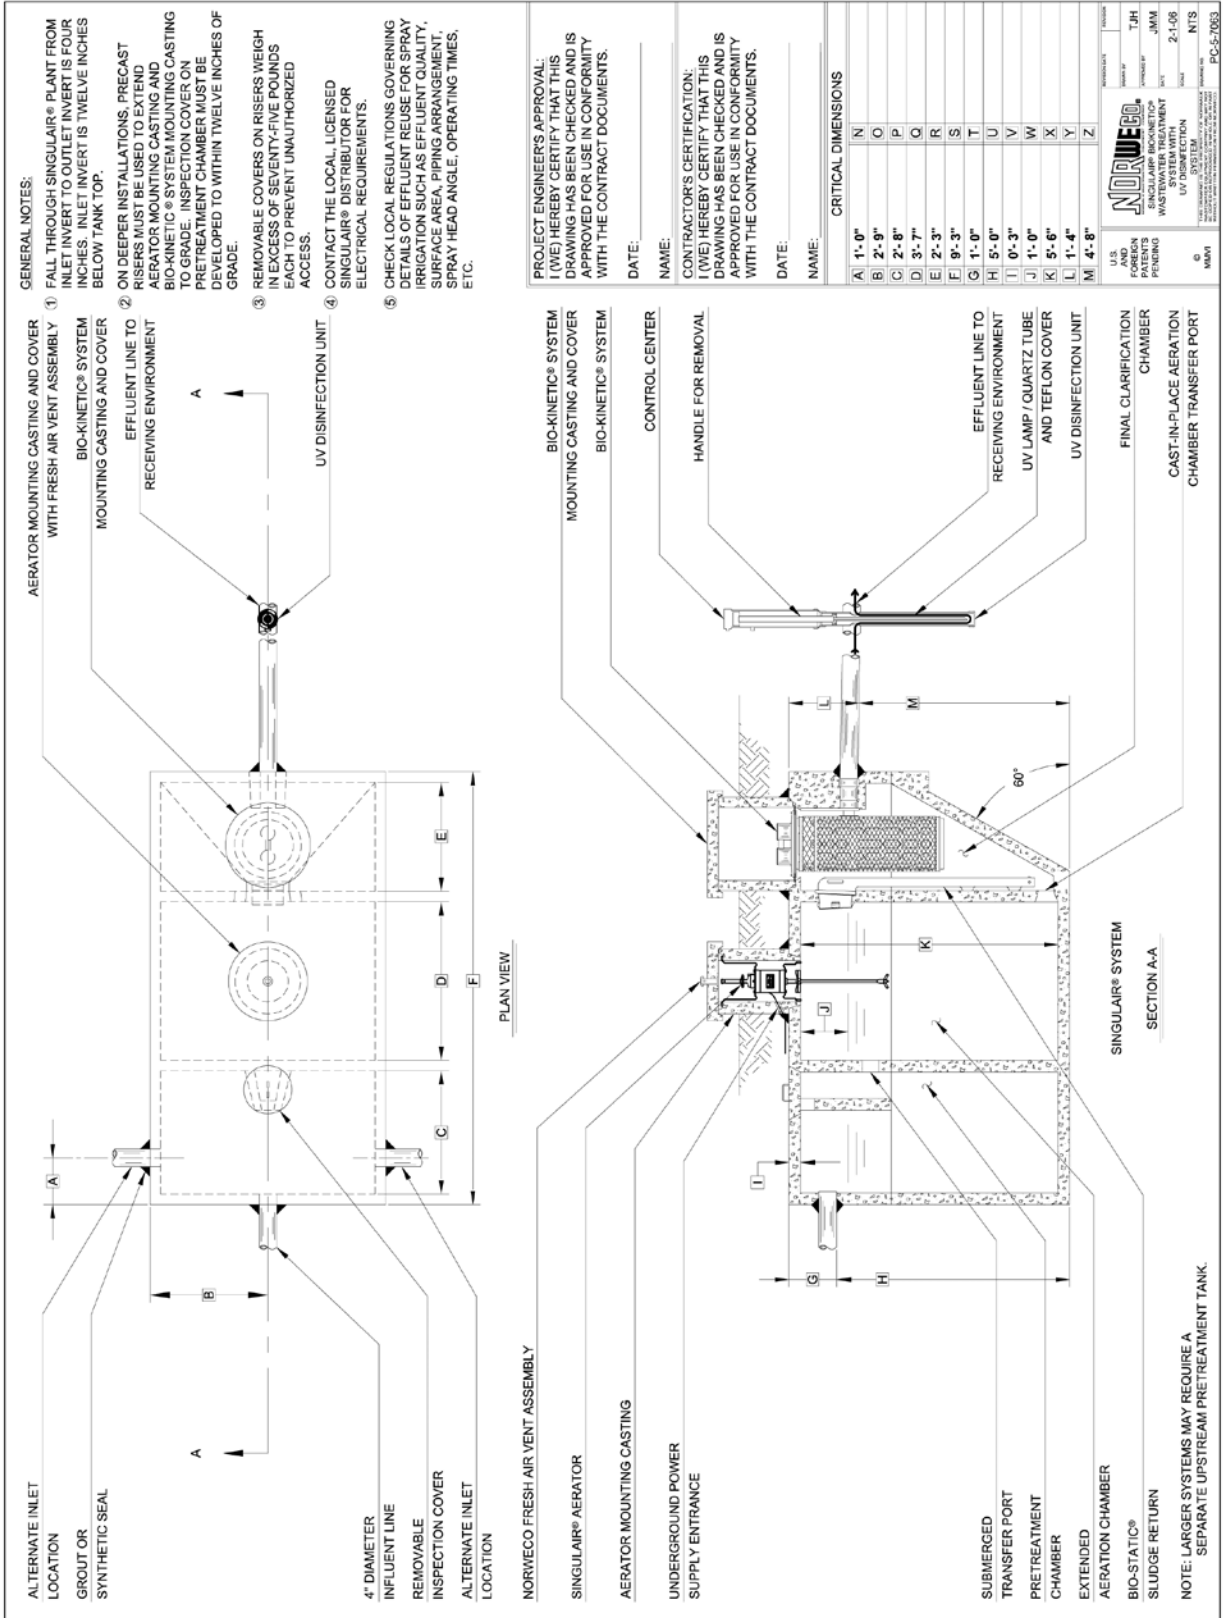 ALTERNATE INLET
LOCATION
GROUT OR
SYNTHETIC SEAL
4" DIAMETER
INFLUENT LINE
REMOVABLE
INSPECTION COVER
ALTERNATE INLET
LOCATION
A
A
B
C
D
E
F
A
PLAN VIEW
AERATOR MOUNTING CASTING AND COVER
WITH FRESH AIR VENT ASSEMBLY
BIO-KINETIC® SYSTEM
MOUNTING CASTING AND COVER
EFFLUENT LINE TO
RECEIVING ENVIRONMENT
UV DISINFECTION UNIT
GENERAL NOTES:
① FALL THROUGH SINGULAIR® PLANT FROM
INLET INVERT TO OUTLET INVERT IS FOUR
INCHES. INLET INVERT IS TWELVE INCHES
BELOW TANK TOP.
② ON DEEPER INSTALLATIONS, PRECAST
RISERS MUST BE USED TO EXTEND
AERATOR MOUNTING CASTING AND
BIO-KINETIC ® SYSTEM MOUNTING CASTING
TO GRADE. INSPECTION COVER ON
PRETREATMENT CHAMBER MUST BE
DEVELOPED TO WITHIN TWELVE INCHES OF
GRADE.
③ REMOVABLE COVERS ON RISERS WEIGH
IN EXCESS OF SEVENTY-FIVE POUNDS
EACH TO PREVENT UNAUTHORIZED
ACCESS.
④ CONTACT THE LOCAL, LICENSED
SINGULAIR® DISTRIBUTOR FOR
ELECTRICAL REQUIREMENTS.
⑤ CHECK LOCAL REGULATIONS GOVERNING
DETAILS OF EFFLUENT REUSE FOR SPRAY
IRRIGATION SUCH AS EFFLUENT QUALITY,
SURFACE AREA, PIPING ARRANGEMENT,
SPRAY HEAD ANGLE, OPERATING TIMES,
ETC.
NORWECO FRESH AIR VENT ASSEMBLY
SINGULAIR® AERATOR
AERATOR MOUNTING CASTING
UNDERGROUND POWER
SUPPLY ENTRANCE
SUBMERGED
TRANSFER PORT
PRETREATMENT
CHAMBER
EXTENDED
AERATION CHAMBER
BIO-STATIC®
SLUDGE RETURN
NOTE: LARGER SYSTEMS MAY REQUIRE A
SEPARATE UPSTREAM PRETREATMENT TANK.
G
H
I
J
K
L
M
60°
SINGULAIR® SYSTEM
SECTION A-A
BIO-KINETIC® SYSTEM
MOUNTING CASTING AND COVER
BIO-KINETIC® SYSTEM
CONTROL CENTER
HANDLE FOR REMOVAL
EFFLUENT LINE TO
RECEIVING ENVIRONMENT
UV LAMP / QUARTZ TUBE
AND TEFLON COVER
UV DISINFECTION UNIT
FINAL CLARIFICATION
CHAMBER
CAST-IN-PLACE AERATION
CHAMBER TRANSFER PORT
PROJECT ENGINEER'S APPROVAL:
I (WE) HEREBY CERTIFY THAT THIS
DRAWING HAS BEEN CHECKED AND IS
APPROVED FOR USE IN CONFORMITY
WITH THE CONTRACT DOCUMENTS.
DATE:
NAME:
CONTRACTOR'S CERTIFICATION:
I (WE) HEREBY CERTIFY THAT THIS
DRAWING HAS BEEN CHECKED AND IS
APPROVED FOR USE IN CONFORMITY
WITH THE CONTRACT DOCUMENTS.
DATE:
NAME:
CRITICAL DIMENSIONS
A 1'- 0" N
B 2'- 9" O
C 2'- 8" P
D 3'- 7" Q
E 2'- 3" R
F 9'- 3" S
G 1'- 0" T
H 5'- 0" U
I 0'- 3" V
J 1'- 0" W
K 5'- 6" X
L 1'- 4" Y
M 4'- 8" Z
U.S.
AND
FOREIGN
PATENTS
PENDING
©
MMVI
NORWECO®
SINGULAIR® BIOKINETIC®
WASTEWATER TREATMENT
SYSTEM WITH
UV DISINFECTION
SYSTEM
REVISION DATE
REVISION
DRAWN BY
TJH
APPROVED BY
JMM
DATE
2-1-06
SCALE
NTS
DRAWING NO.
PC-5-7063